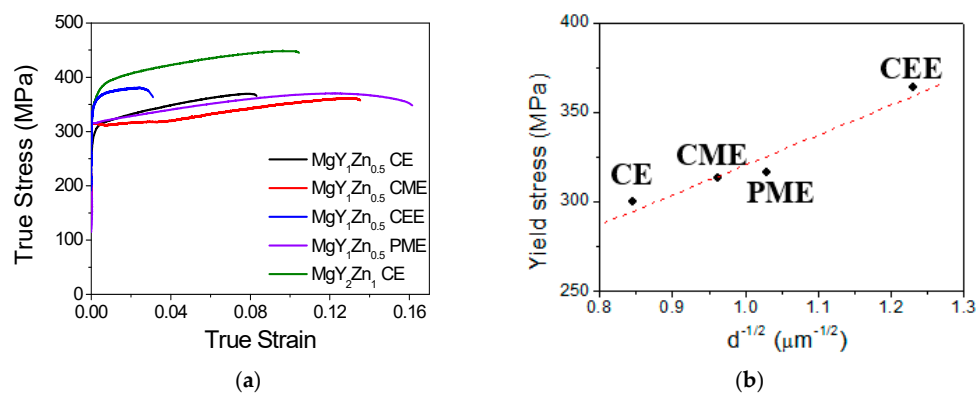 500
400
300
200
100
0
0.00 0.04 0.08 0.12 0.16
True Stress (MPa)
True Strain
MgY₁Zn₀.₅ CE
MgY₁Zn₀.₅ CME
MgY₁Zn₀.₅ CEE
MgY₁Zn₀.₅ PME
MgY₂Zn₁ CE
(a)
400
350
300
250
0.8 0.9 1.0 1.1 1.2 1.3
Yield stress (MPa)
d⁻¹/² (μm⁻¹/²)
CE
CME
PME
CEE
(b)